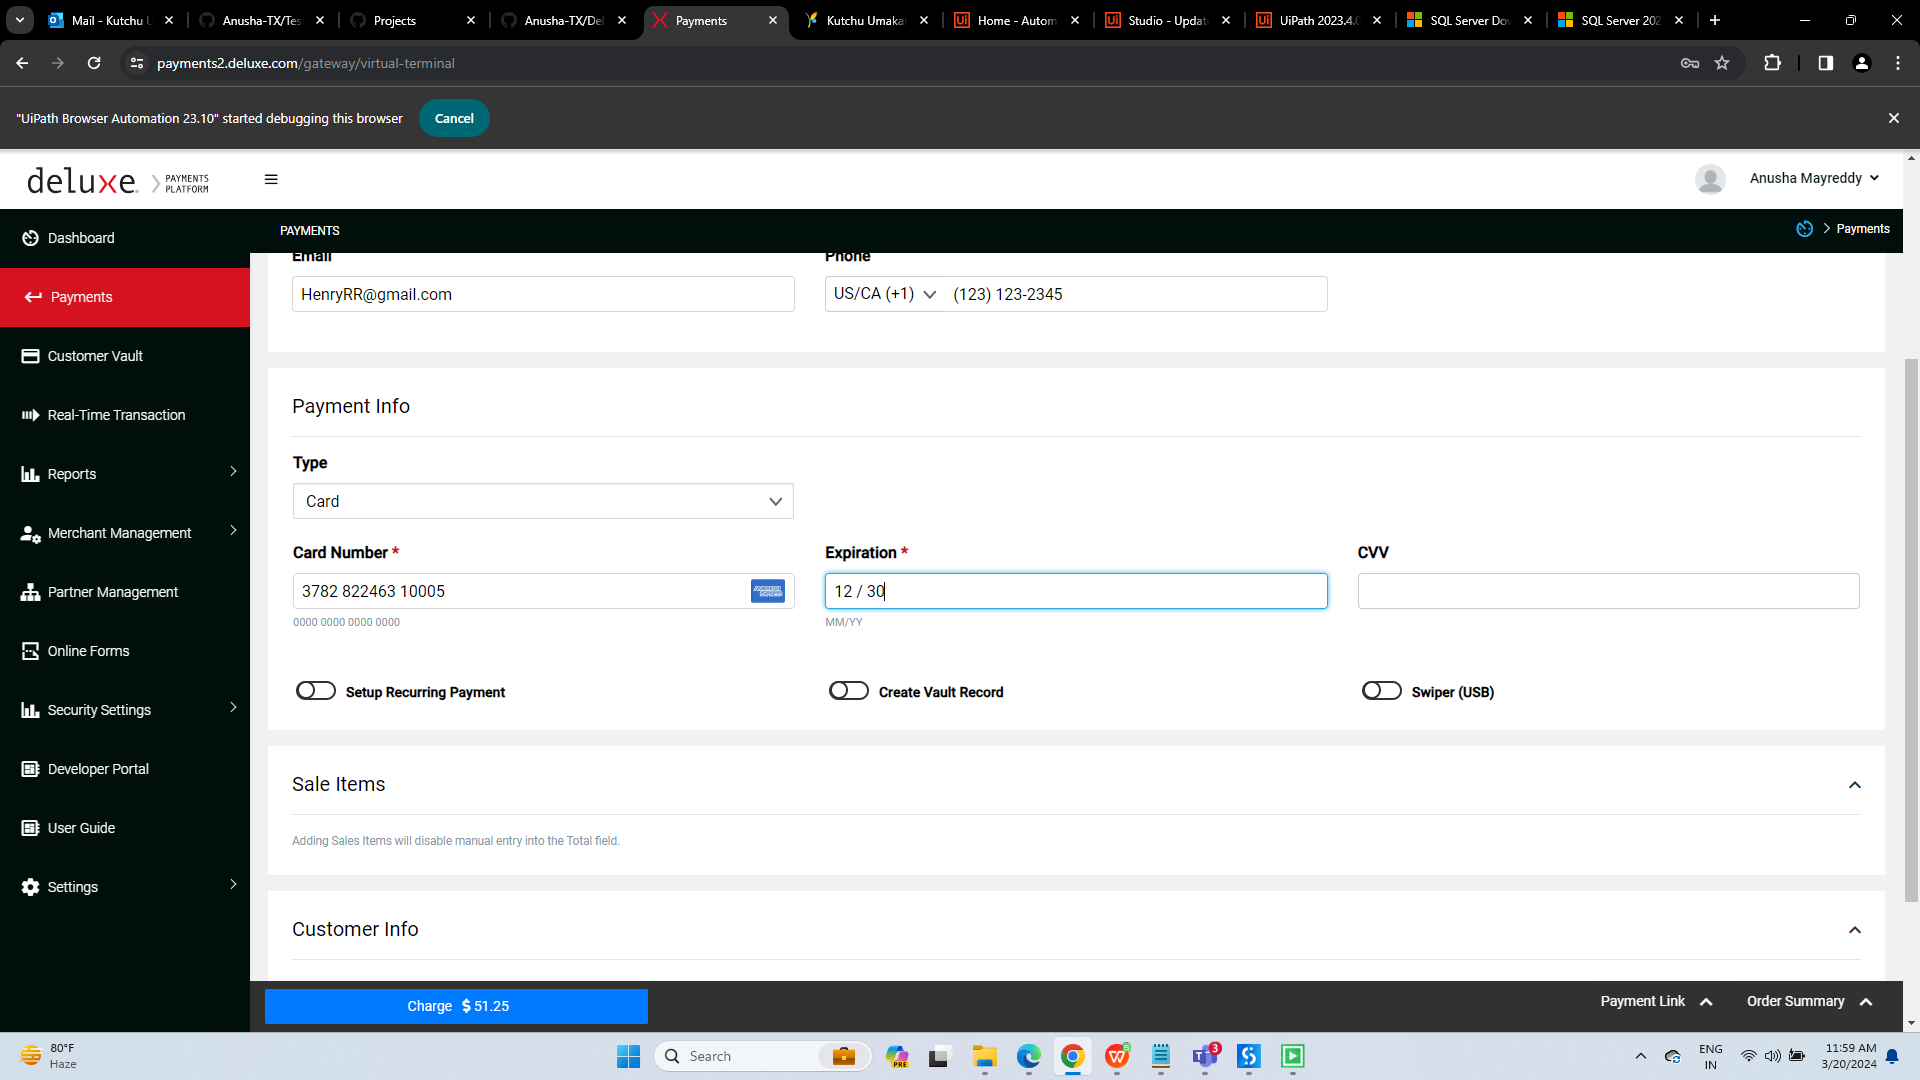 Mail - Kutchu U
Anusha-TX/Tes
Projects
Anusha-TX/Del
Payments
Kutchu Umakan
Home - Autom
Studio - Updat
UiPath 2023.4.0
SQL Server Dow
SQL Server 202
payments2.deluxe.com/gateway/virtual-terminal
"UiPath Browser Automation 23.10" started debugging this browser
Cancel
deluxe. PAYMENTS PLATFORM
Anusha Mayreddy
Dashboard
Payments
Customer Vault
Real-Time Transaction
Reports
Merchant Management
Partner Management
Online Forms
Security Settings
Developer Portal
User Guide
Settings
PAYMENTS
Payments
Email
Phone
HenryRR@gmail.com
US/CA (+1)
(123) 123-2345
Payment Info
Type
Card
Card Number *
Expiration *
CVV
3782 822463 10005
AMERICAN EXPRESS
12 / 30
0000 0000 0000 0000
MM/YY
Setup Recurring Payment
Create Vault Record
Swiper (USB)
Sale Items
Adding Sales Items will disable manual entry into the Total field.
Customer Info
Charge $ 51.25
Payment Link
Order Summary
80°F
Haze
Search
PRE
3
ENG
IN
11:59 AM
3/20/2024